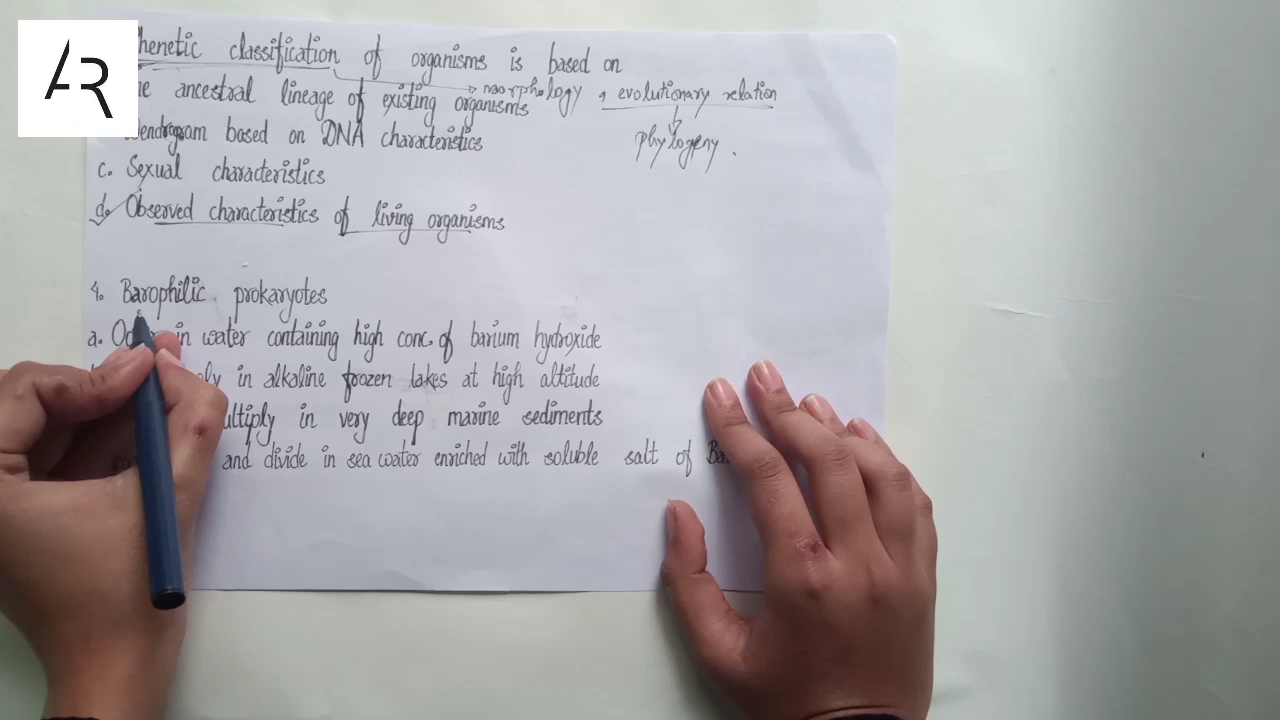 AR
henetic classification of organisms is based on
ancestral lineage of existing organisms → morphology, evolutionary relation
Dendrogram based on DNA characteristics
phylogeny.
c. Sexual characteristics
d. Observed characteristics of living organisms
4. Barophilic prokaryotes
a. in water containing high conc. of barium hydroxide
in alkaline frozen lakes at high altitude
in very deep marine sediments
and divide in sea water enriched with soluble salt of